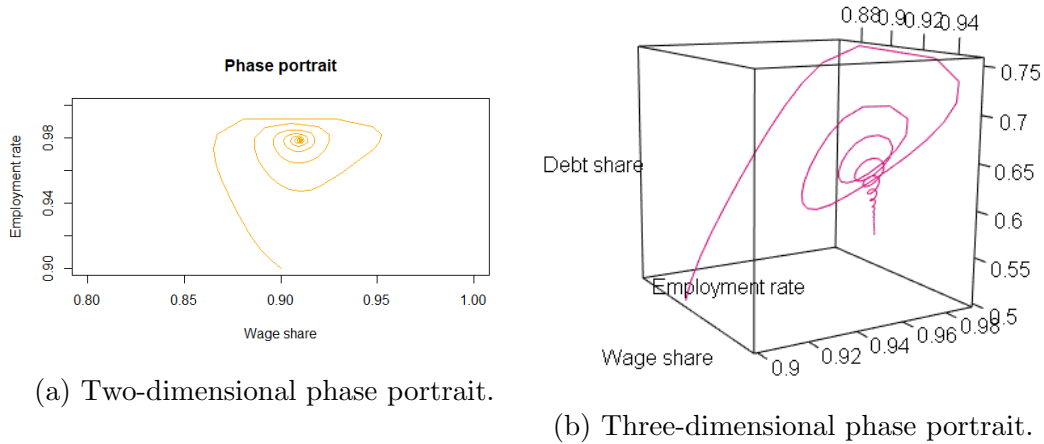 Phase portrait
Employment rate
0.90 0.94 0.98
0.80 0.85 0.90 0.95 1.00
Wage share
(a) Two-dimensional phase portrait.
0.88 0.9 0.92 0.94
0.75
0.7
0.65
0.6
0.55
0.5
Debt share
Employment rate
Wage share
0.9 0.92 0.94 0.96 0.98
(b) Three-dimensional phase portrait.